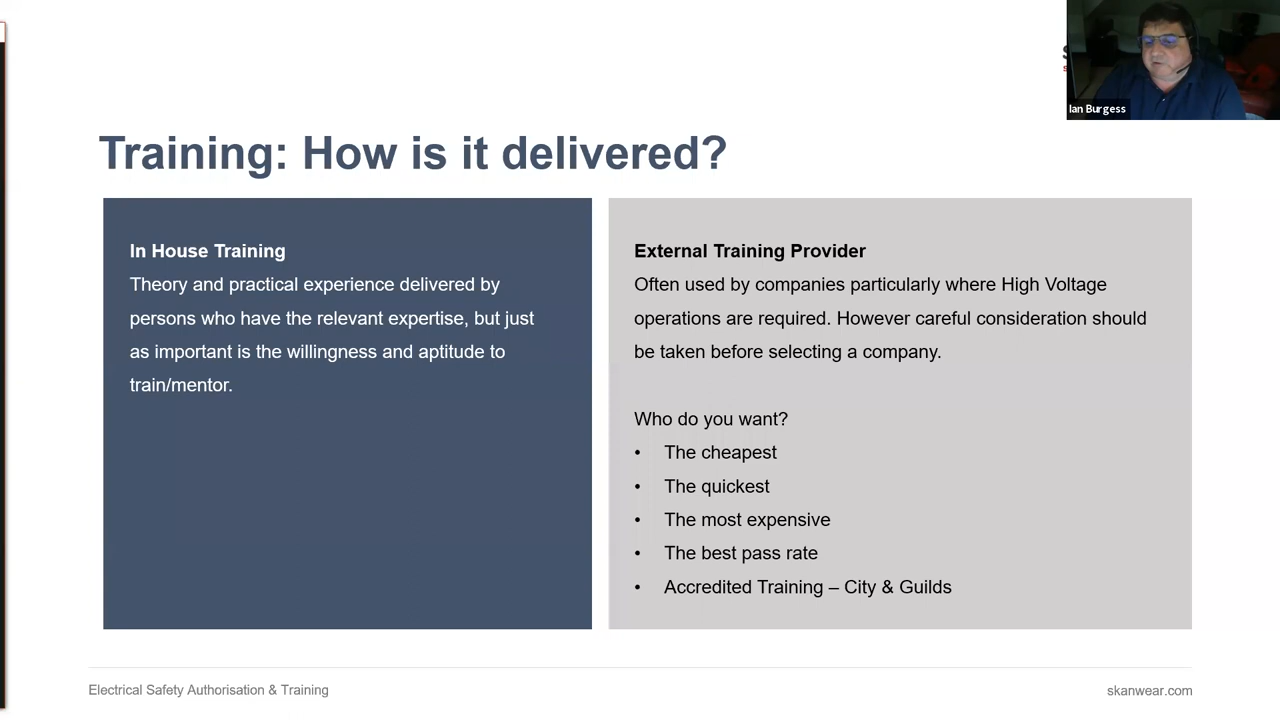 Ian Burgess
Training: How is it delivered?
In House Training
Theory and practical experience delivered by
persons who have the relevant expertise, but just
as important is the willingness and aptitude to
train/mentor.
External Training Provider
Often used by companies particularly where High Voltage
operations are required. However careful consideration should
be taken before selecting a company.
Who do you want?
• The cheapest
• The quickest
• The most expensive
• The best pass rate
• Accredited Training – City & Guilds
Electrical Safety Authorisation & Training
skanwear.com